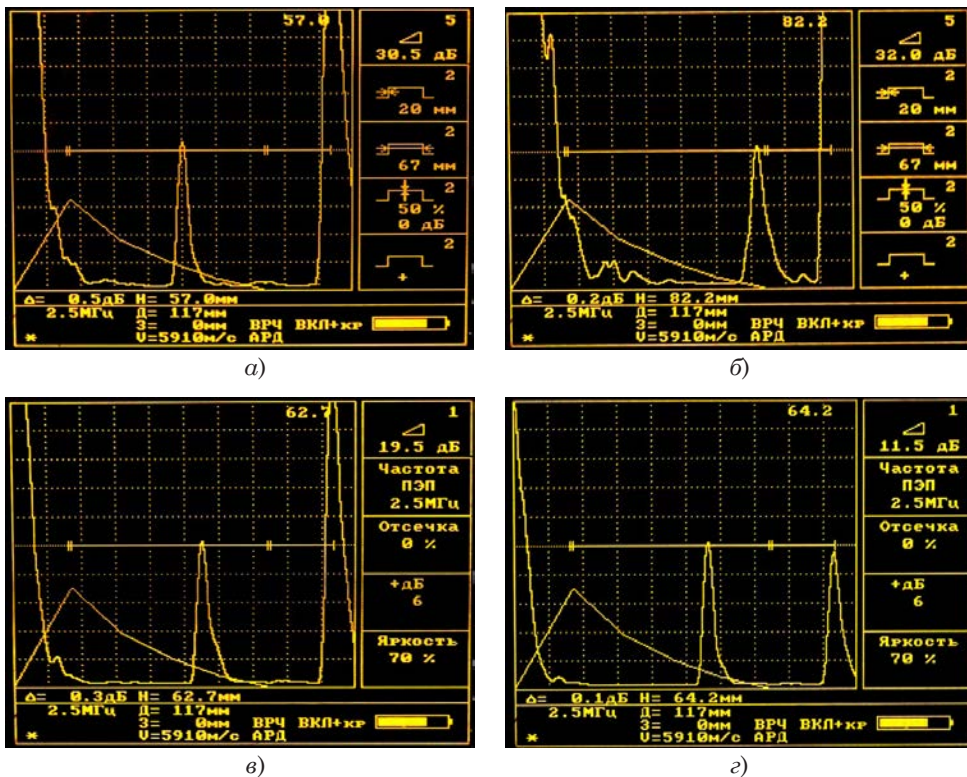 57.0
5
30.5 дБ
2
20 мм
2
67 мм
2
50 %
0 дБ
2
+
Δ= 0.5дБ H= 57.0мм
2.5МГц Д= 117мм
З= 0мм ВРЧ ВКЛ+кр
* V=5910м/с АРД
а)
82.2
5
32.0 дБ
2
20 мм
2
67 мм
2
50 %
0 дБ
2
+
Δ= 0.2дБ H= 82.2мм
2.5МГц Д= 117мм
З= 0мм ВРЧ ВКЛ+кр
* V=5910м/с АРД
б)
62.7
1
19.5 дБ
Частота
ПЭП
2.5МГц
Отсечка
0 %
+дБ
6
Яркость
70 %
Δ= 0.3дБ H= 62.7мм
2.5МГц Д= 117мм
З= 0мм ВРЧ ВКЛ+кр
* V=5910м/с АРД
в)
64.2
1
11.5 дБ
Частота
ПЭП
2.5МГц
Отсечка
0 %
+дБ
6
Яркость
70 %
Δ= 0.1дБ H= 64.2мм
2.5МГц Д= 117мм
З= 0мм ВРЧ ВКЛ+кр
* V=5910м/с АРД
г)